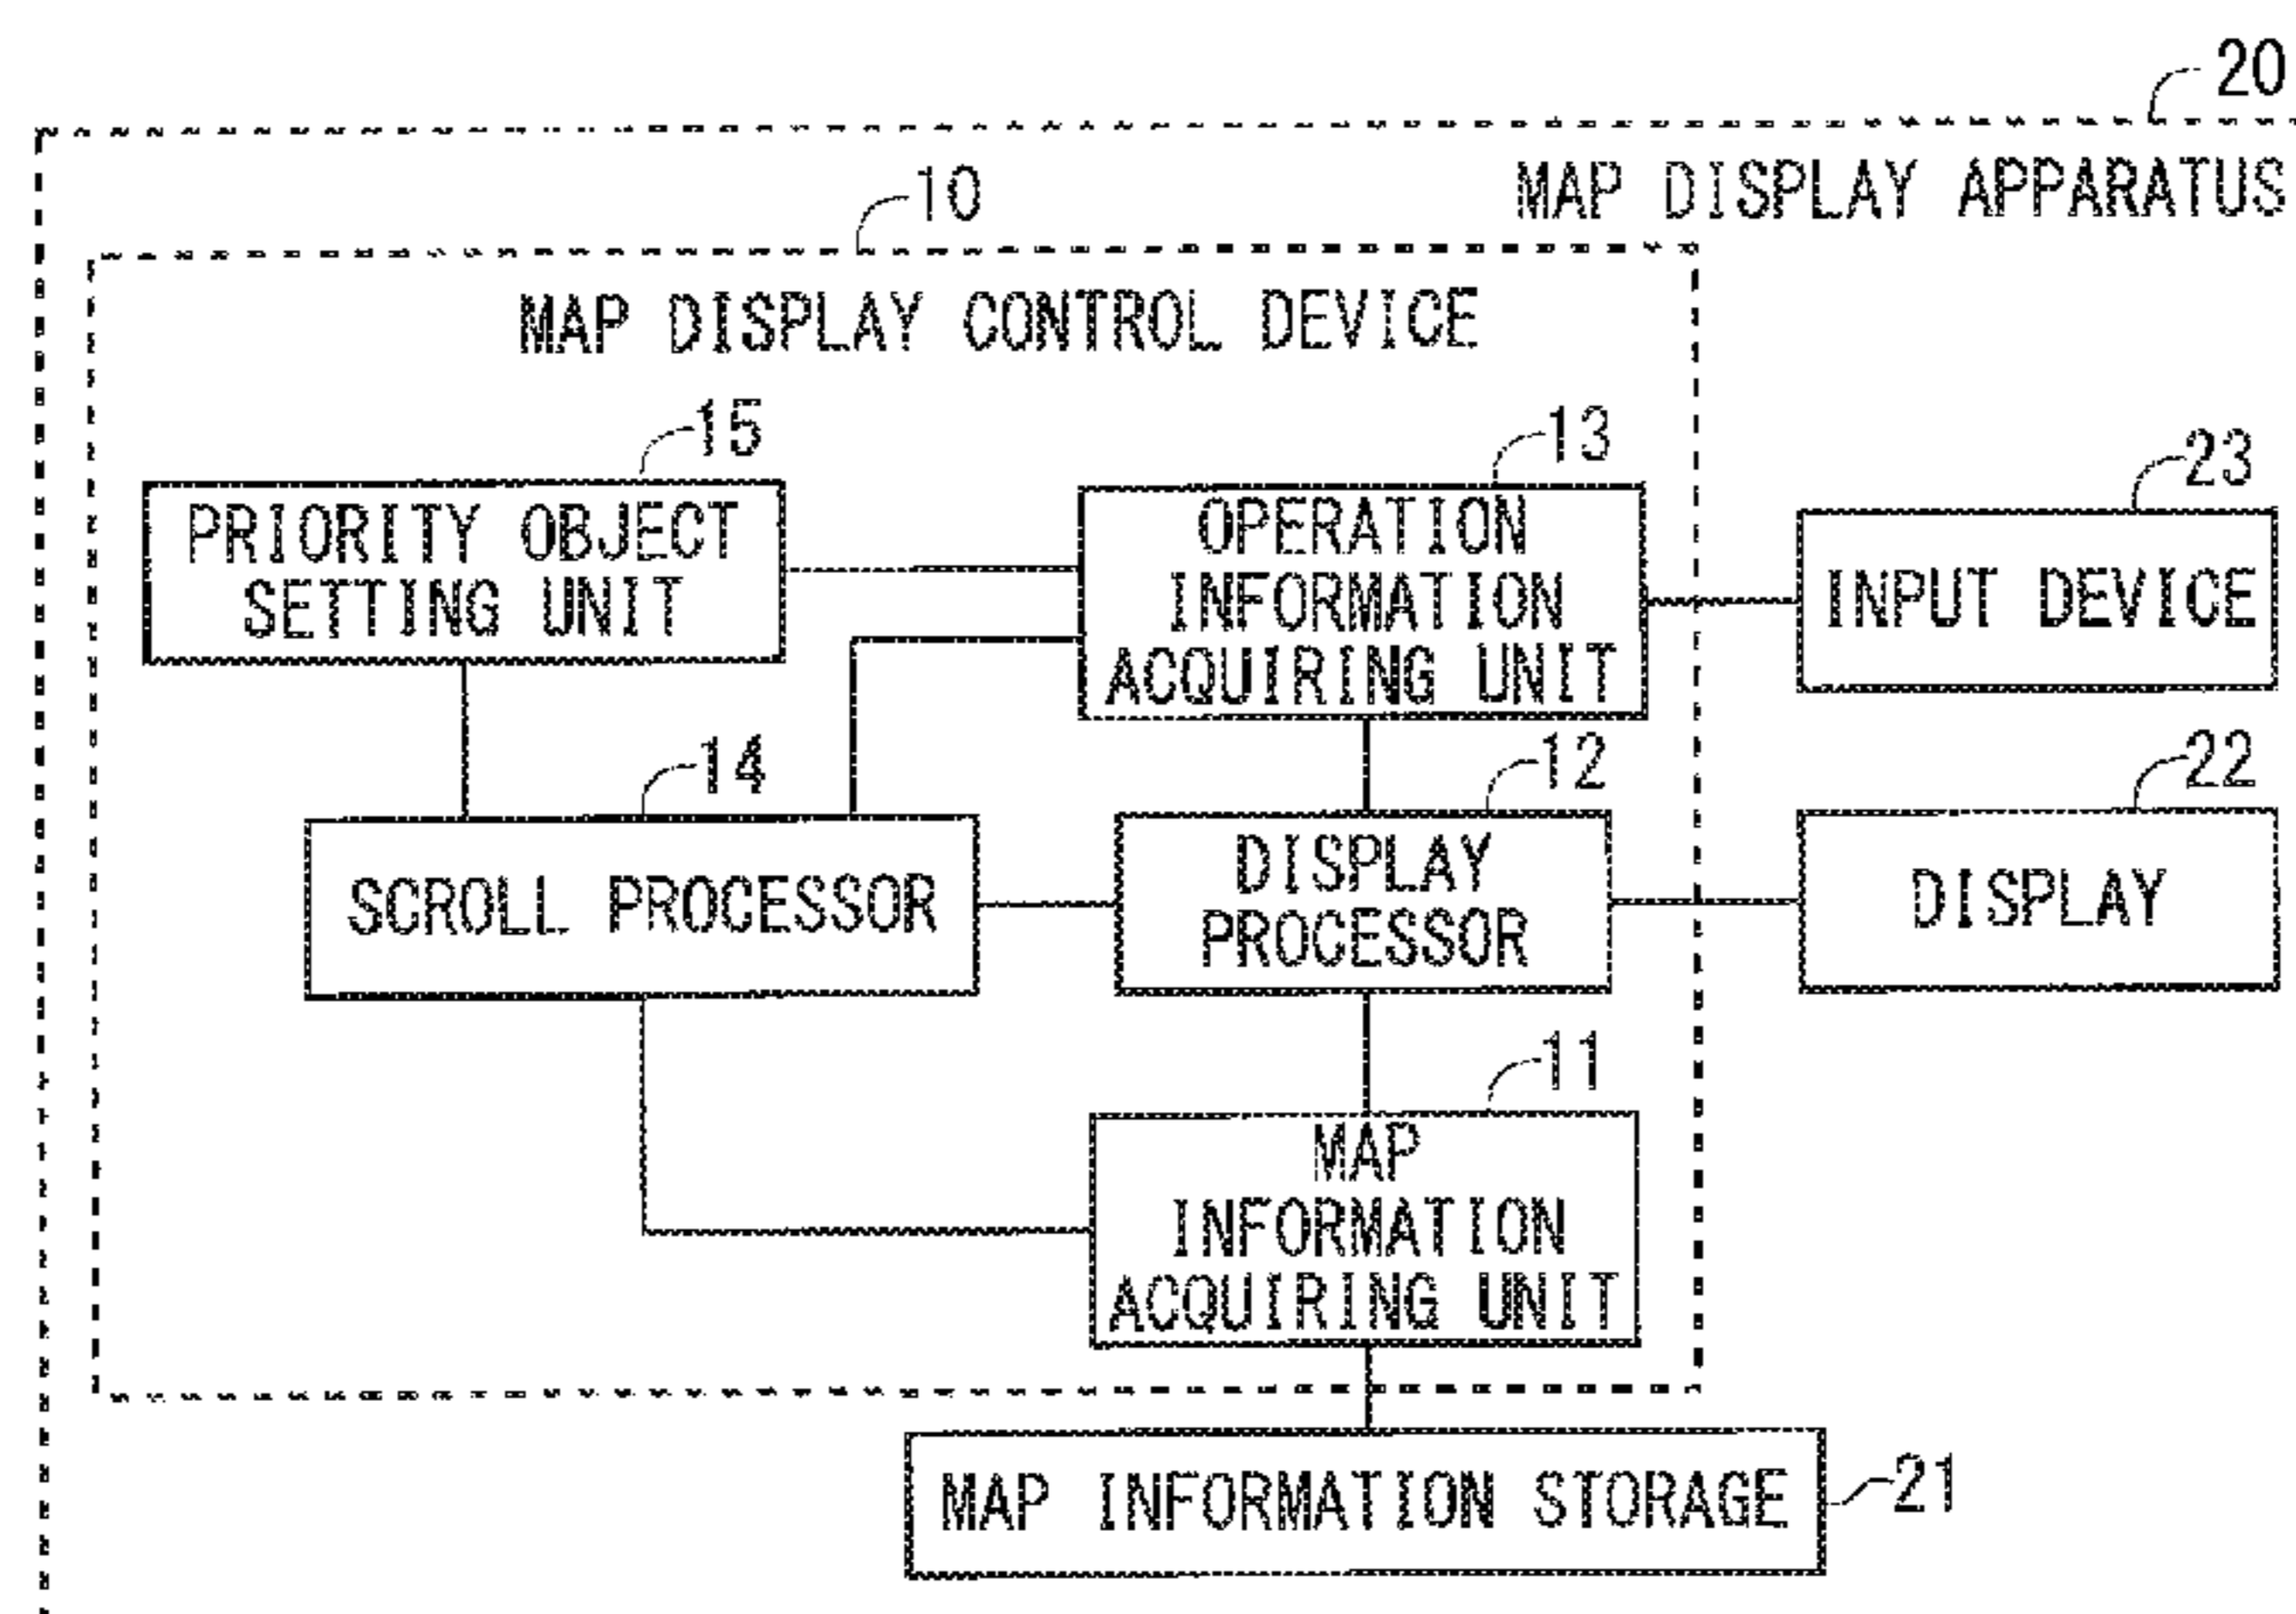 20
MAP DISPLAY APPARATUS
10
MAP DISPLAY CONTROL DEVICE
15
PRIORITY OBJECT
SETTING UNIT
13
OPERATION
INFORMATION
ACQUIRING UNIT
23
INPUT DEVICE
14
SCROLL PROCESSOR
12
DISPLAY
PROCESSOR
22
DISPLAY
11
MAP
INFORMATION
ACQUIRING UNIT
MAP INFORMATION STORAGE
21